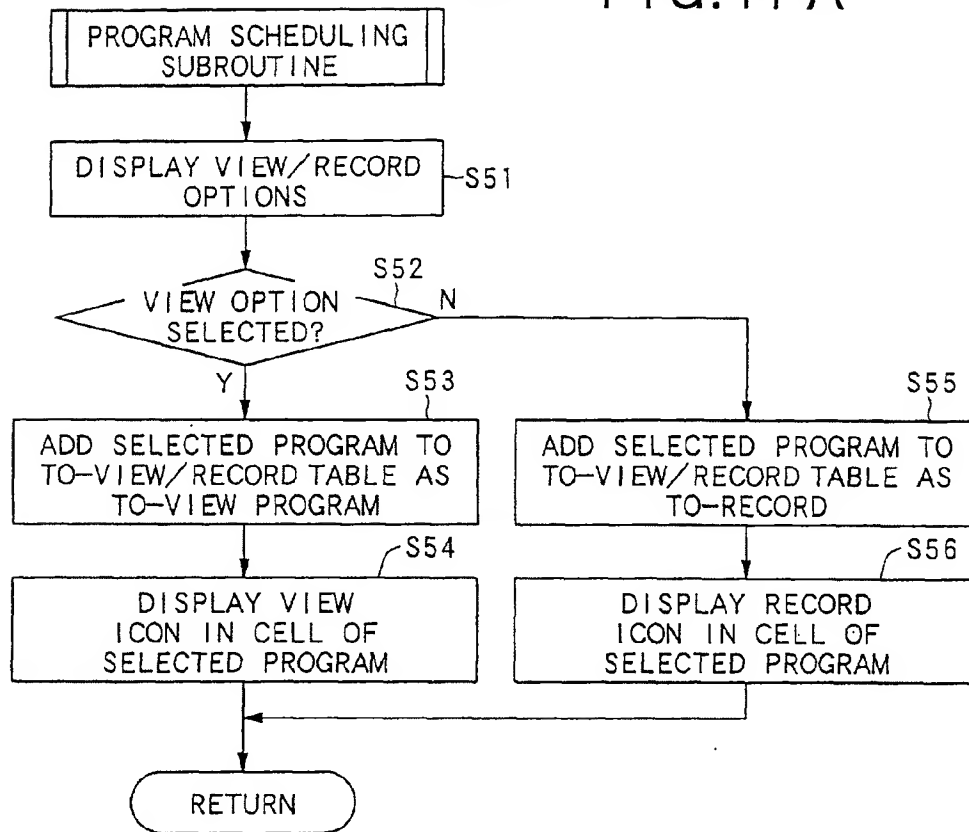 PROGRAM SCHEDULING
SUBROUTINE
DISPLAY VIEW/RECORD
OPTIONS
S51
S52
VIEW OPTION
SELECTED?
N
Y
S53
ADD SELECTED PROGRAM TO
TO-VIEW/RECORD TABLE AS
TO-VIEW PROGRAM
S55
ADD SELECTED PROGRAM TO
TO-VIEW/RECORD TABLE AS
TO-RECORD
S54
DISPLAY VIEW
ICON IN CELL OF
SELECTED PROGRAM
S56
DISPLAY RECORD
ICON IN CELL OF
SELECTED PROGRAM
RETURN